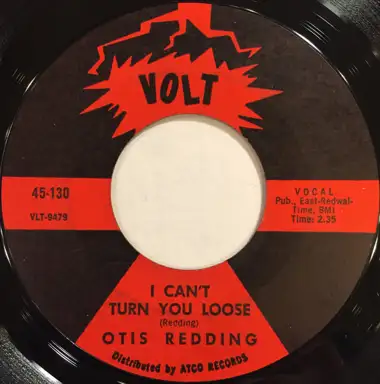 VOLT
45-130
VLT-9479
VOCAL
Pub., East-Redwal-
Time, BMI
Time: 2.35
I CAN'T
TURN YOU LOOSE
(Redding)
OTIS REDDING
Distributed by ATCO RECORDS